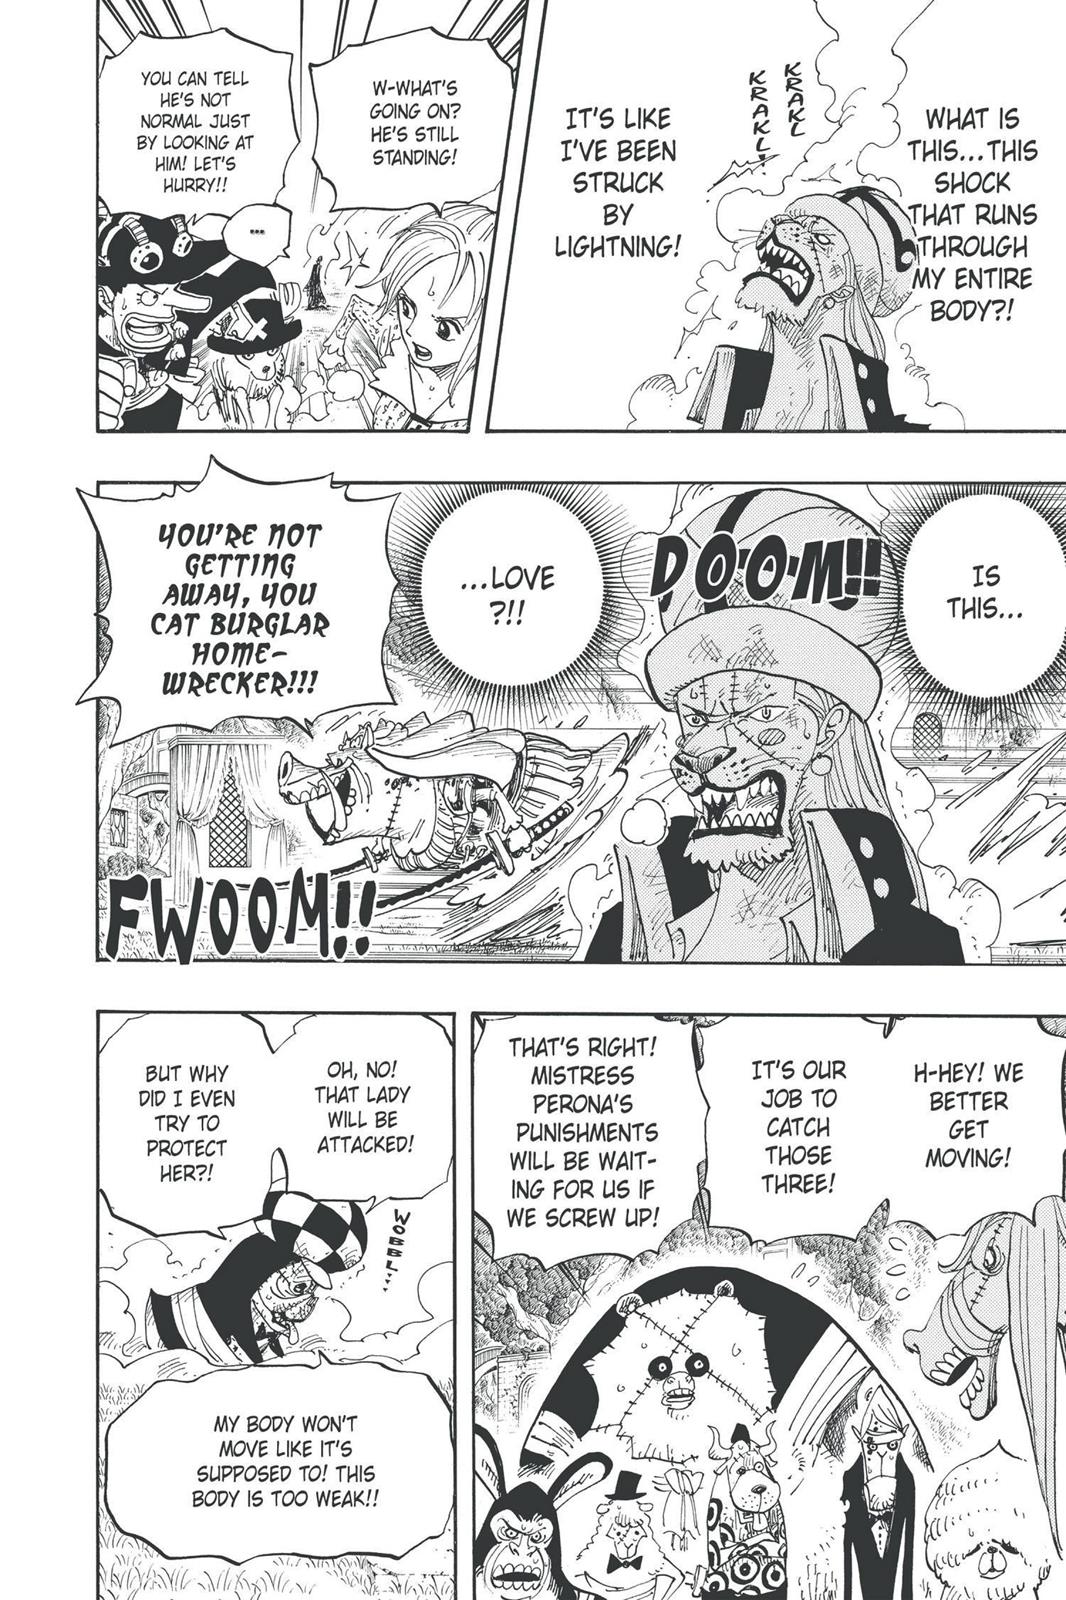 WHAT IS
THIS...THIS
SHOCK
THAT RUNS
THROUGH
MY ENTIRE
BODY?!
KRAKL
KRAKL!
IT'S LIKE
I'VE BEEN
STRUCK
BY
LIGHTNING!
W-WHAT'S
GOING ON?
HE'S STILL
STANDING!
YOU CAN TELL
HE'S NOT
NORMAL JUST
BY LOOKING AT
HIM! LET'S
HURRY!!
...
IS
THIS...
DO-O-M!!
...LOVE
?!!
YOU'RE NOT
GETTING
AWAY, YOU
CAT BURGLAR
HOME-
WRECKER!!!
FWOOM!!
H-HEY! WE
BETTER
GET
MOVING!
IT'S OUR
JOB TO
CATCH
THOSE
THREE!
THAT'S RIGHT!
MISTRESS
PERONA'S
PUNISHMENTS
WILL BE WAIT-
ING FOR US IF
WE SCREW UP!
OH, NO!
THAT LADY
WILL BE
ATTACKED!
BUT WHY
DID I EVEN
TRY TO
PROTECT
HER?!
WOBBL...
MY BODY WON'T
MOVE LIKE IT'S
SUPPOSED TO! THIS
BODY IS TOO WEAK!!